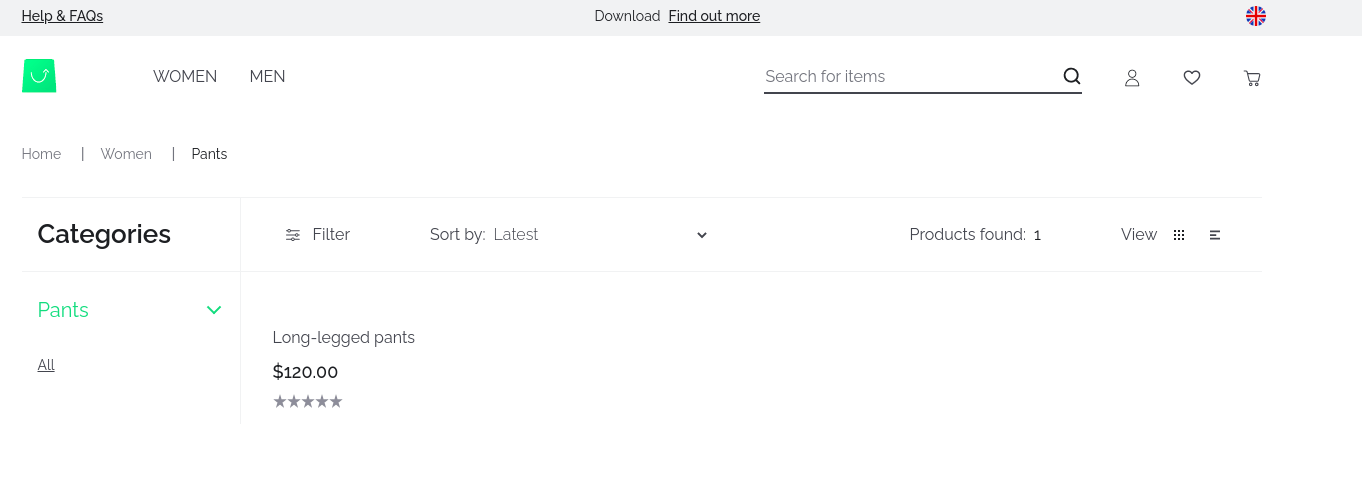 Help & FAQs
Download Find out more
WOMEN MEN
Search for items
Home | Women | Pants
Categories
Filter
Sort by: Latest
Products found: 1
View
Pants
All
Long-legged pants
$120.00